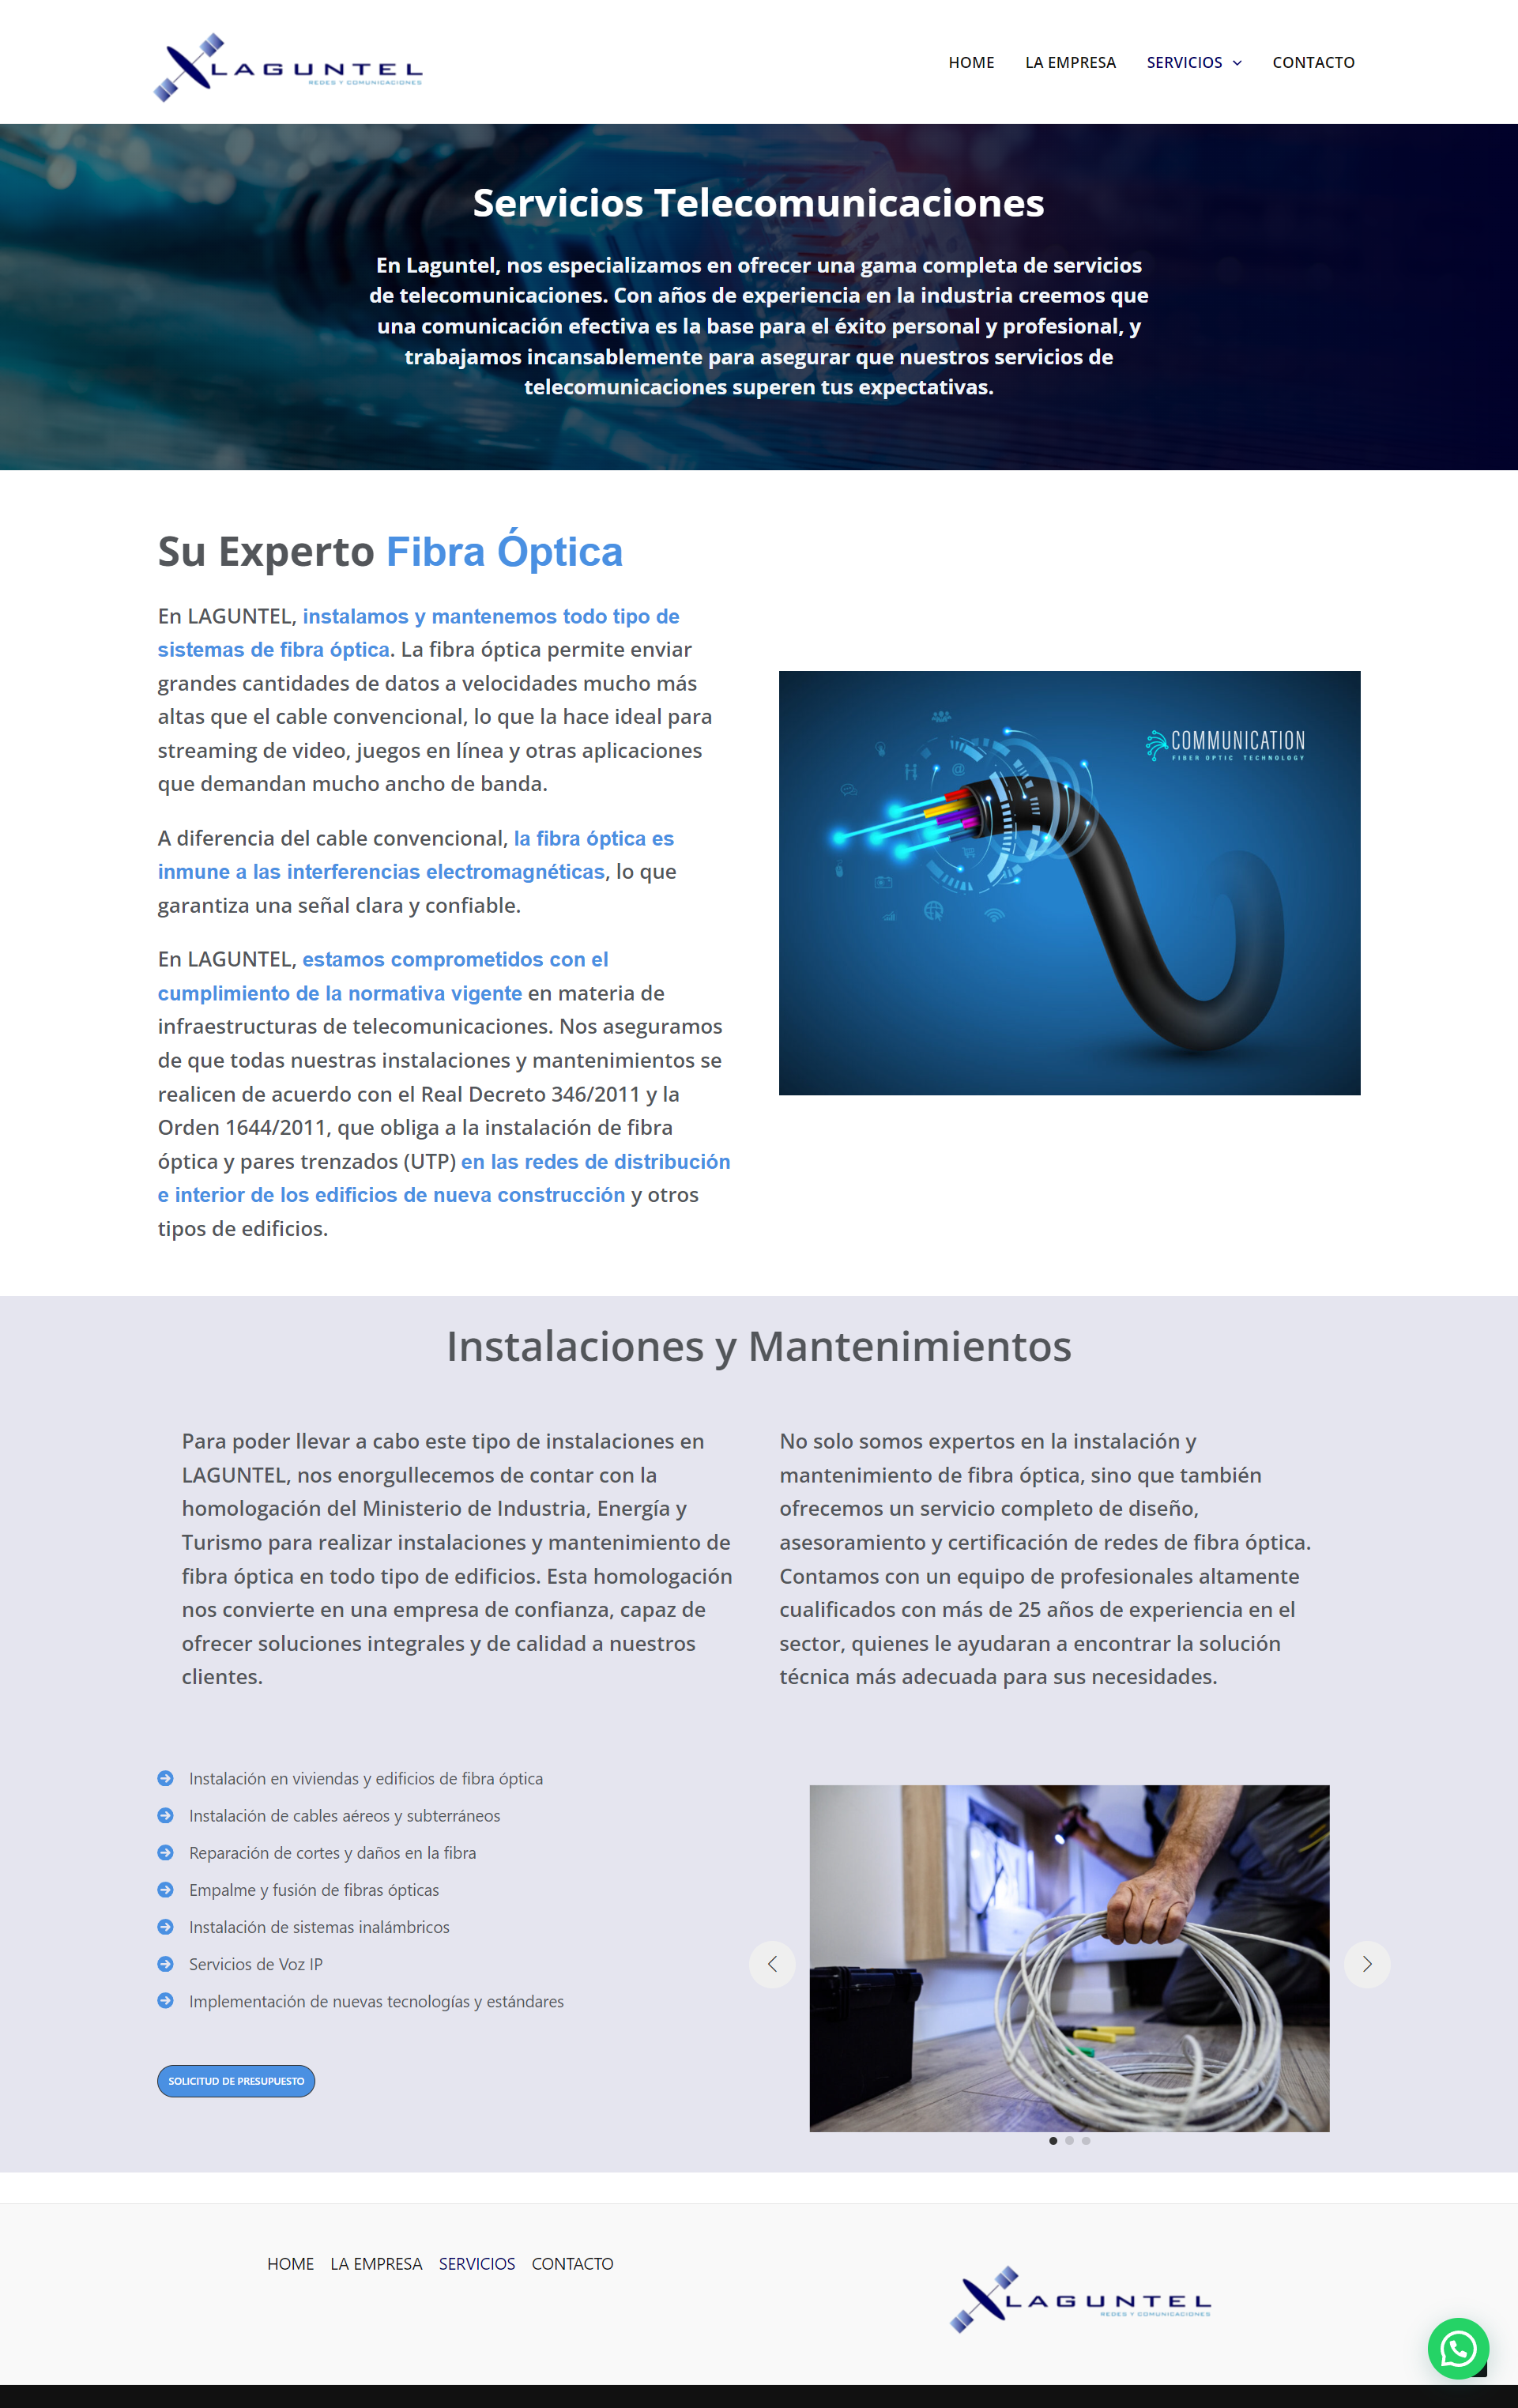 LAGUNTEL
REDES Y COMUNICACIONES
HOME LA EMPRESA SERVICIOS CONTACTO
Servicios Telecomunicaciones
En Laguntel, nos especializamos en ofrecer una gama completa de servicios
de telecomunicaciones. Con años de experiencia en la industria creemos que
una comunicación efectiva es la base para el éxito personal y profesional, y
trabajamos incansablemente para asegurar que nuestros servicios de
telecomunicaciones superen tus expectativas.
Su Experto Fibra Óptica
En LAGUNTEL, instalamos y mantenemos todo tipo de
sistemas de fibra óptica. La fibra óptica permite enviar
grandes cantidades de datos a velocidades mucho más
altas que el cable convencional, lo que la hace ideal para
streaming de video, juegos en línea y otras aplicaciones
que demandan mucho ancho de banda.
A diferencia del cable convencional, la fibra óptica es
inmune a las interferencias electromagnéticas, lo que
garantiza una señal clara y confiable.
En LAGUNTEL, estamos comprometidos con el
cumplimiento de la normativa vigente en materia de
infraestructuras de telecomunicaciones. Nos aseguramos
de que todas nuestras instalaciones y mantenimientos se
realicen de acuerdo con el Real Decreto 346/2011 y la
Orden 1644/2011, que obliga a la instalación de fibra
óptica y pares trenzados (UTP) en las redes de distribución
e interior de los edificios de nueva construcción y otros
tipos de edificios.
COMMUNICATION
FIBER OPTIC TECHNOLOGY
Instalaciones y Mantenimientos
Para poder llevar a cabo este tipo de instalaciones en
LAGUNTEL, nos enorgullecemos de contar con la
homologación del Ministerio de Industria, Energía y
Turismo para realizar instalaciones y mantenimiento de
fibra óptica en todo tipo de edificios. Esta homologación
nos convierte en una empresa de confianza, capaz de
ofrecer soluciones integrales y de calidad a nuestros
clientes.
No solo somos expertos en la instalación y
mantenimiento de fibra óptica, sino que también
ofrecemos un servicio completo de diseño,
asesoramiento y certificación de redes de fibra óptica.
Contamos con un equipo de profesionales altamente
cualificados con más de 25 años de experiencia en el
sector, quienes le ayudaran a encontrar la solución
técnica más adecuada para sus necesidades.
Instalación en viviendas y edificios de fibra óptica
Instalación de cables aéreos y subterráneos
Reparación de cortes y daños en la fibra
Empalme y fusión de fibras ópticas
Instalación de sistemas inalámbricos
Servicios de Voz IP
Implementación de nuevas tecnologías y estándares
SOLICITUD DE PRESUPUESTO
HOME LA EMPRESA SERVICIOS CONTACTO
LAGUNTEL
REDES Y COMUNICACIONES